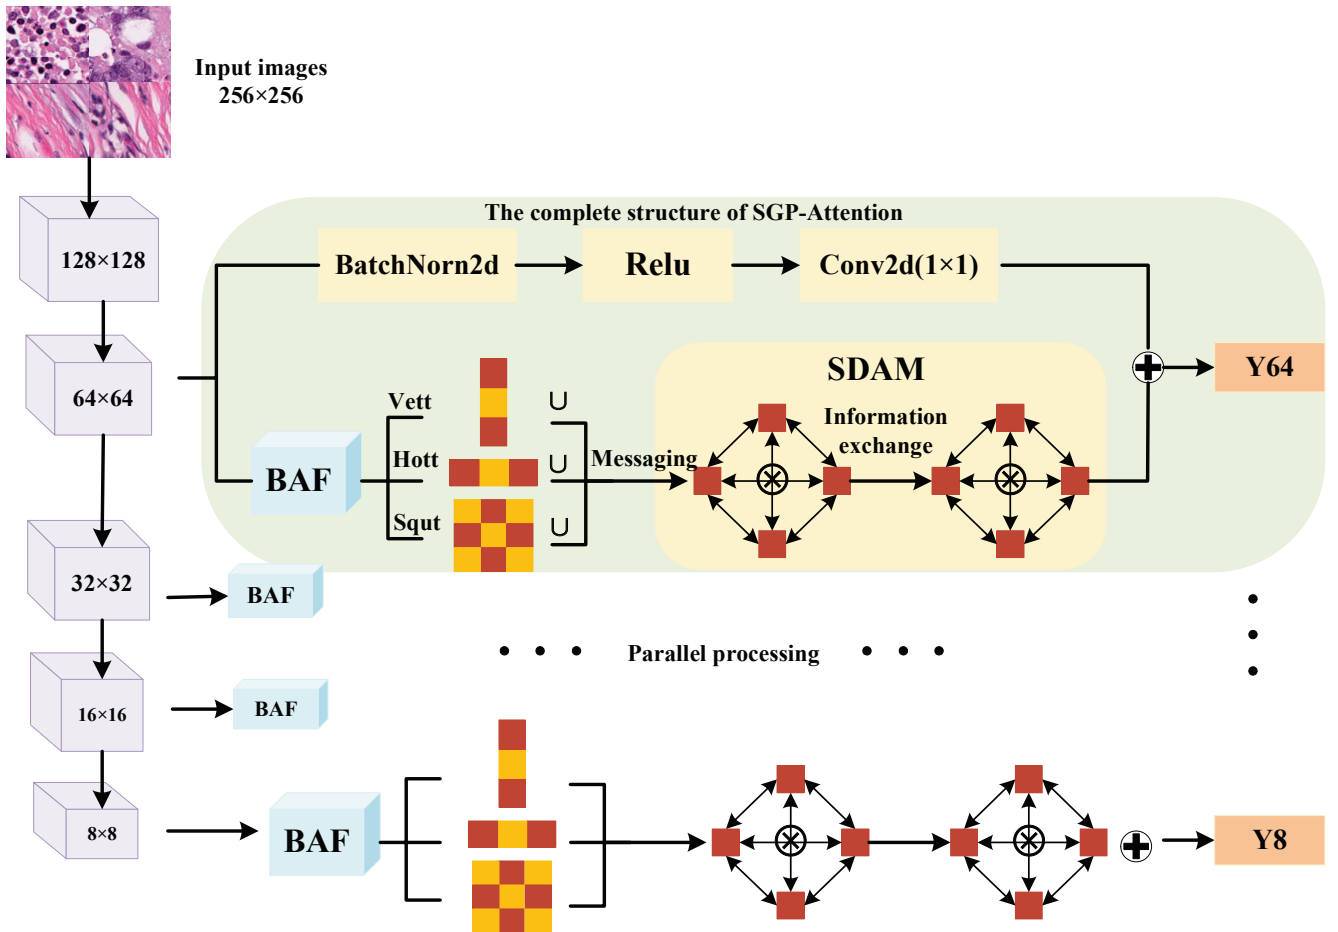 Input images
256×256
The complete structure of SGP-Attention
128×128
BatchNorn2d
Relu
Conv2d(1×1)
64×64
SDAM
Y64
Vett
∪
Information
exchange
BAF
Hott
∪
Messaging
Squt
∪
32×32
BAF
Parallel processing
16×16
BAF
8×8
BAF
Y8